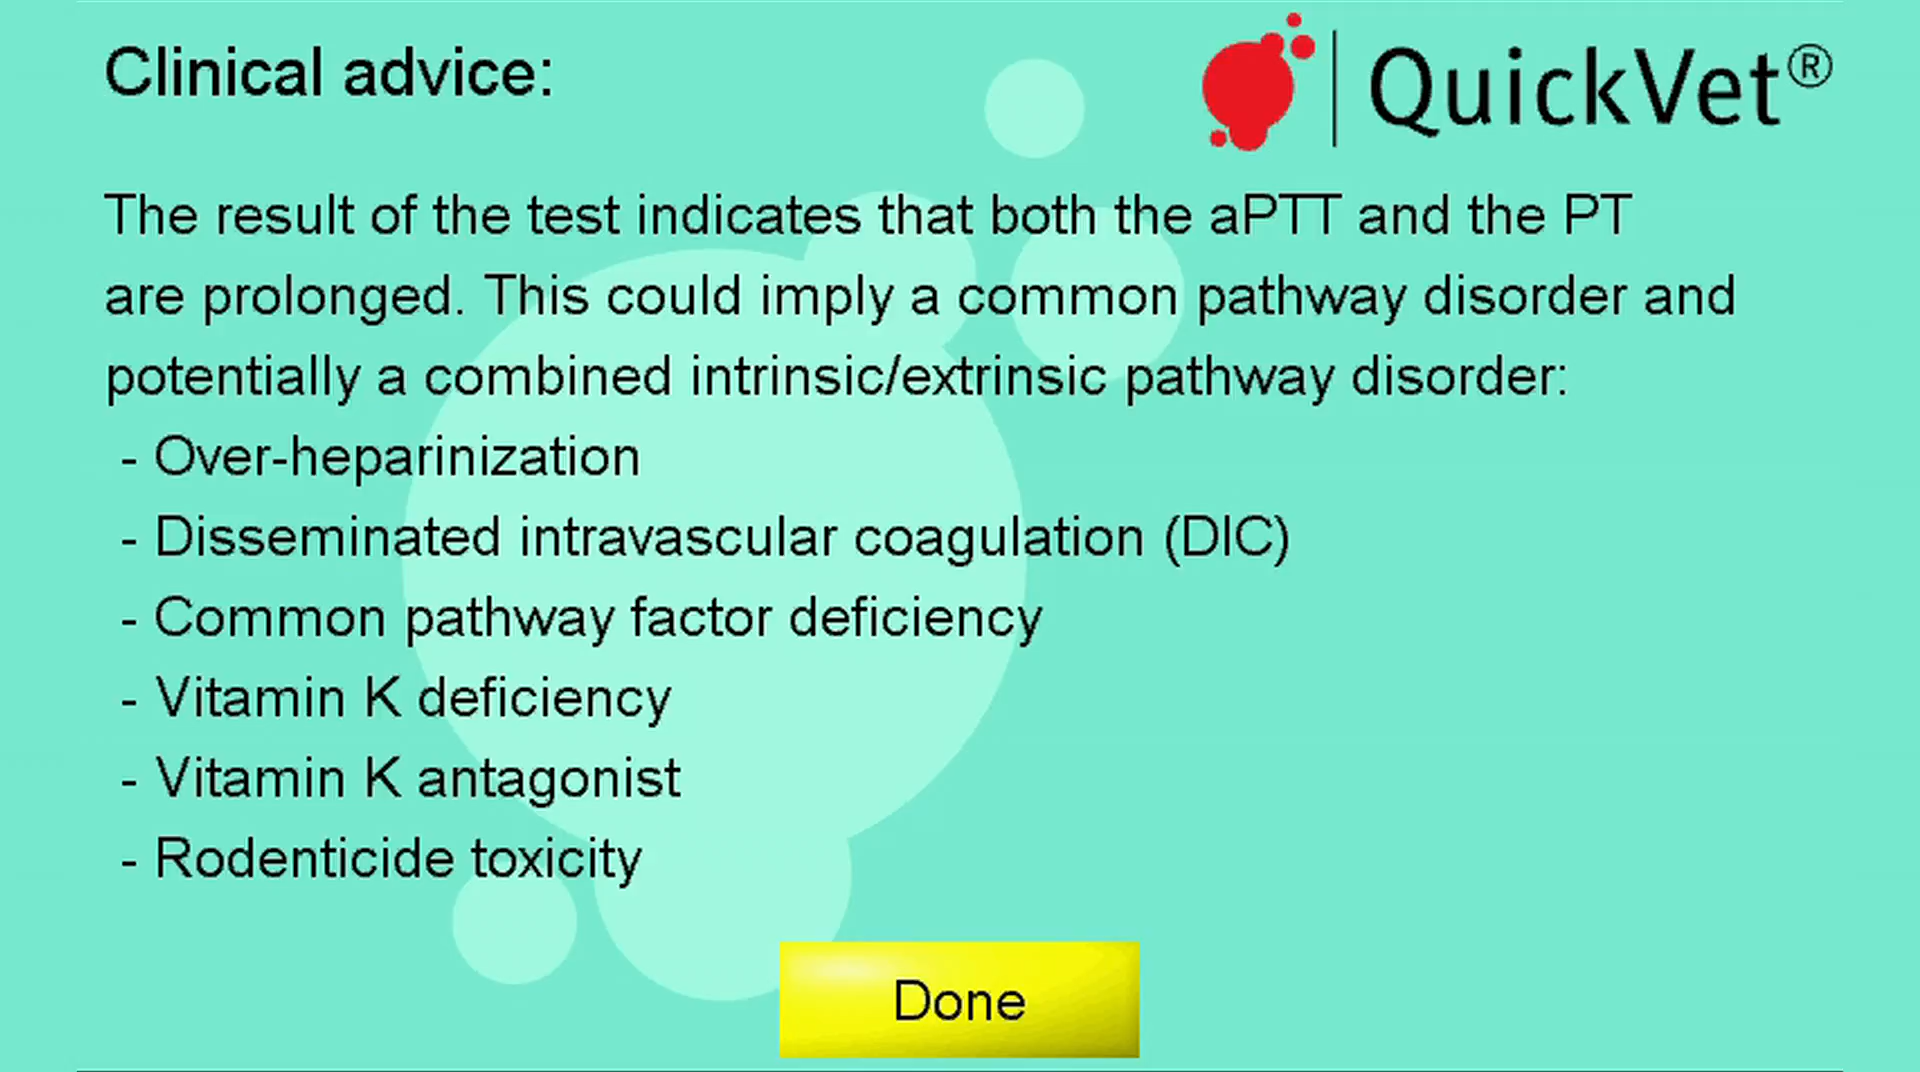 Clinical advice:
QuickVet®
The result of the test indicates that both the aPTT and the PT
are prolonged. This could imply a common pathway disorder and
potentially a combined intrinsic/extrinsic pathway disorder:
- Over-heparinization
- Disseminated intravascular coagulation (DIC)
- Common pathway factor deficiency
- Vitamin K deficiency
- Vitamin K antagonist
- Rodenticide toxicity
Done